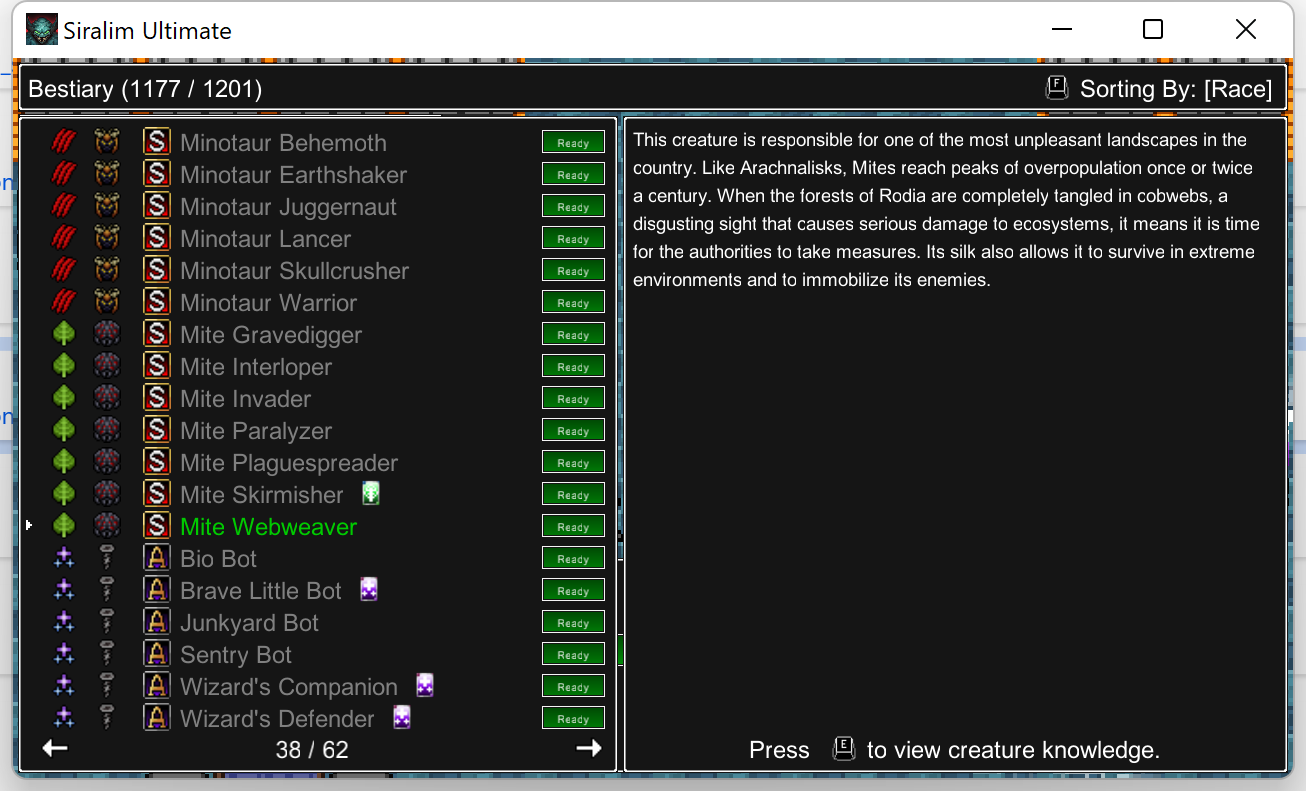 Siralim Ultimate
Bestiary (1177 / 1201)
F Sorting By: [Race]
S Minotaur Behemoth Ready
S Minotaur Earthshaker Ready
S Minotaur Juggernaut Ready
S Minotaur Lancer Ready
S Minotaur Skullcrusher Ready
S Minotaur Warrior Ready
S Mite Gravedigger Ready
S Mite Interloper Ready
S Mite Invader Ready
S Mite Paralyzer Ready
S Mite Plaguespreader Ready
S Mite Skirmisher Ready
S Mite Webweaver Ready
A Bio Bot Ready
A Brave Little Bot Ready
A Junkyard Bot Ready
A Sentry Bot Ready
A Wizard's Companion Ready
A Wizard's Defender Ready
38 / 62
This creature is responsible for one of the most unpleasant landscapes in the
country. Like Arachnalisks, Mites reach peaks of overpopulation once or twice
a century. When the forests of Rodia are completely tangled in cobwebs, a
disgusting sight that causes serious damage to ecosystems, it means it is time
for the authorities to take measures. Its silk also allows it to survive in extreme
environments and to immobilize its enemies.
Press E to view creature knowledge.